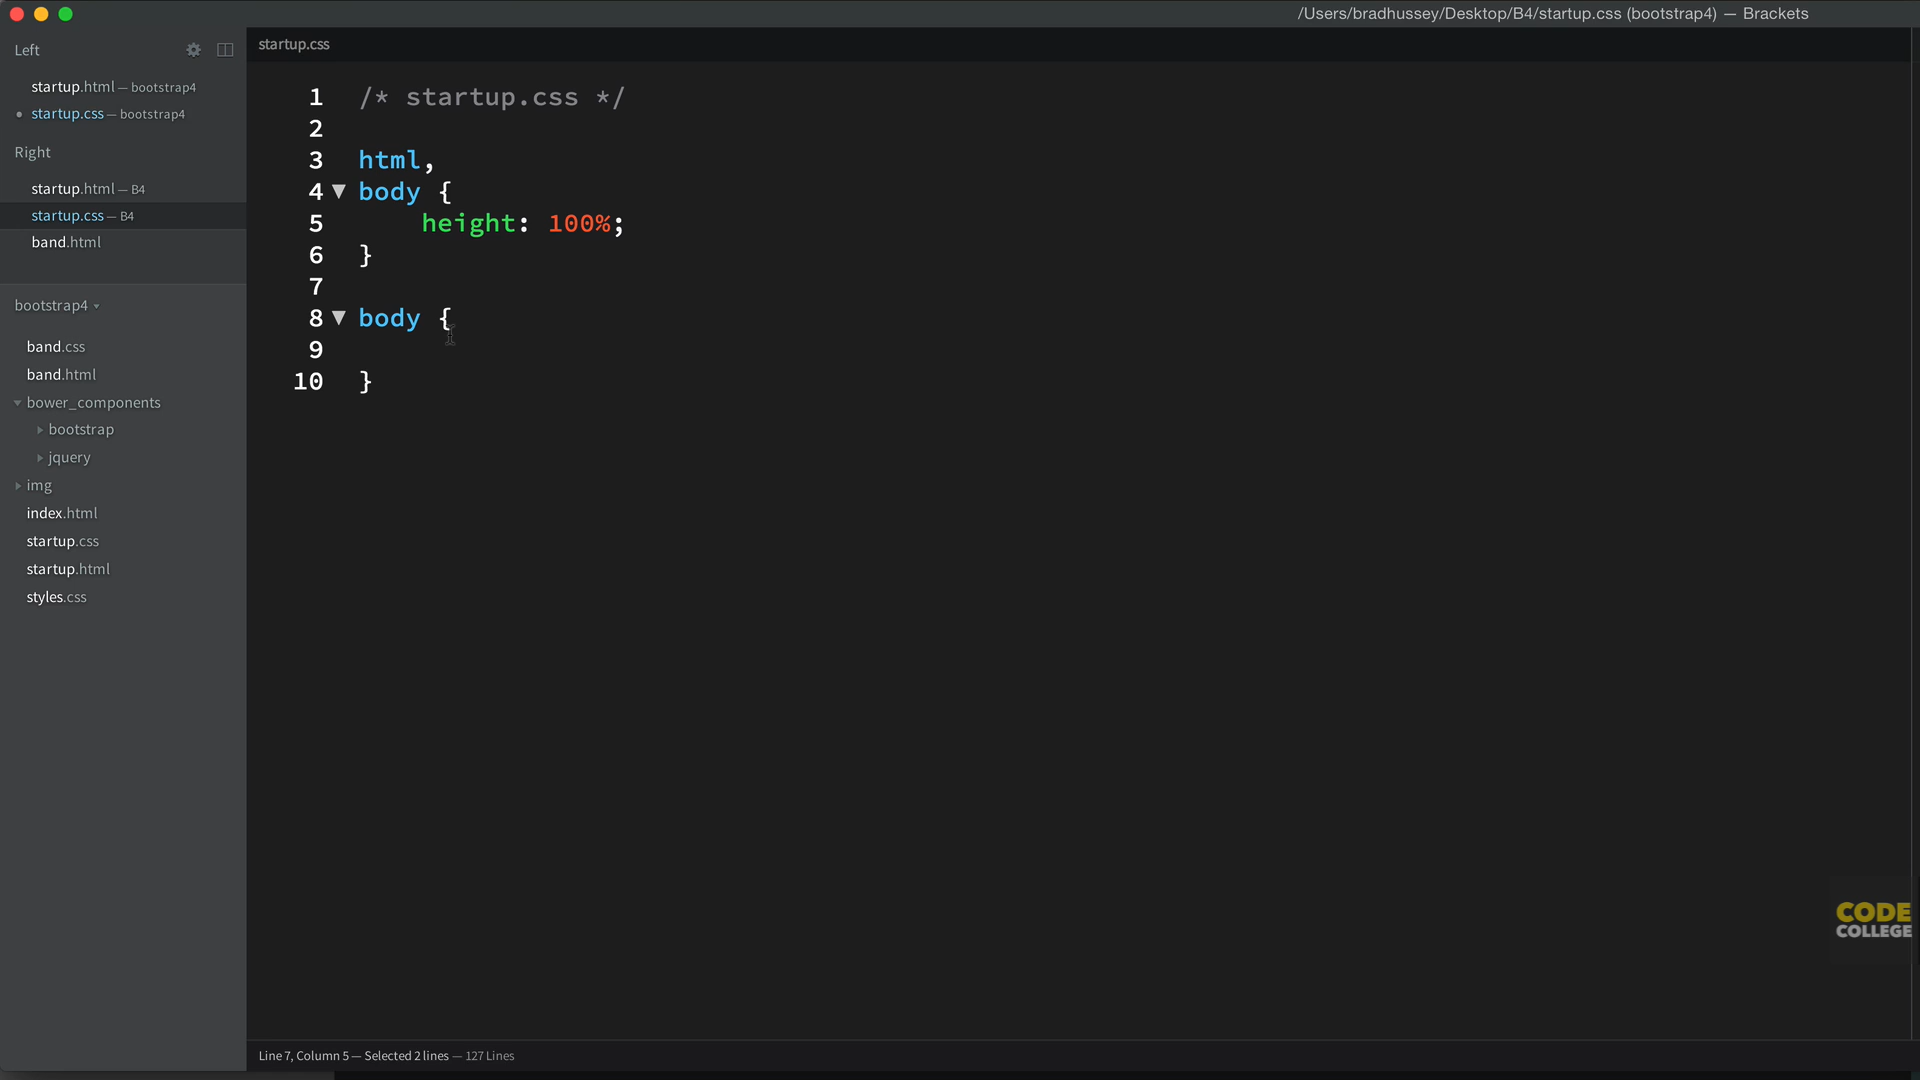 /Users/bradhussey/Desktop/B4/startup.css (bootstrap4) — Brackets
Left
startup.html — bootstrap4
startup.css — bootstrap4
Right
startup.html — B4
startup.css — B4
band.html
bootstrap4
band.css
band.html
bower_components
bootstrap
jquery
img
index.html
startup.css
startup.html
styles.css
startup.css
1 /* startup.css */
2
3 html,
4 body {
5 height: 100%;
6 }
7
8 body {
9
10 }
CODE
COLLEGE
Line 7, Column 5 — Selected 2 lines — 127 Lines